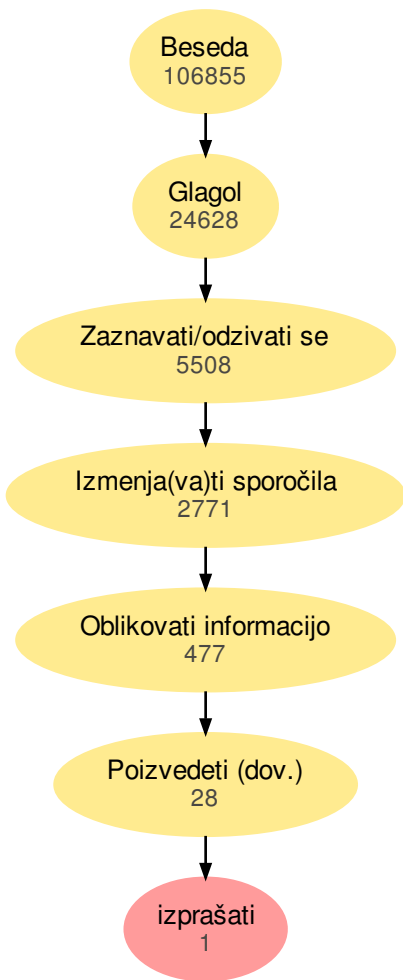 Beseda
106855
Glagol
24628
Zaznavati/odzivati se
5508
Izmenja(va)ti sporočila
2771
Oblikovati informacijo
477
Poizvedeti (dov.)
28
izprašati
1